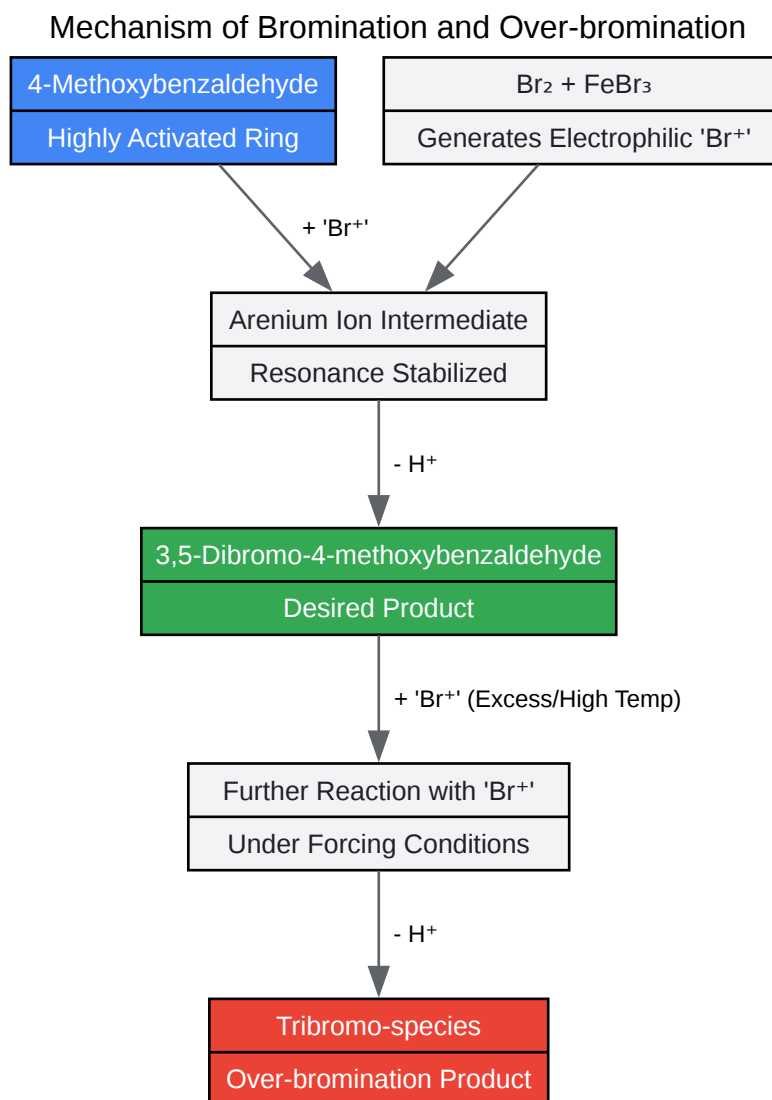 Mechanism of Bromination and Over-bromination
4-Methoxybenzaldehyde
Highly Activated Ring
Br₂ + FeBr₃
Generates Electrophilic 'Br⁺'
+ 'Br⁺'
Arenium Ion Intermediate
Resonance Stabilized
- H⁺
3,5-Dibromo-4-methoxybenzaldehyde
Desired Product
+ 'Br⁺' (Excess/High Temp)
Further Reaction with 'Br⁺'
Under Forcing Conditions
- H⁺
Tribromo-species
Over-bromination Product